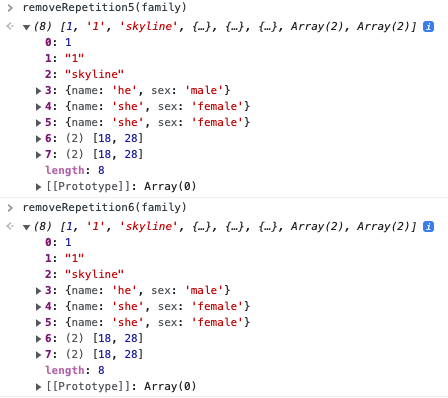 > removeRepetition5(family)
<· ▼(8) [1, '1', 'skyline', {…}, {…}, {…}, Array(2), Array(2)] i
0: 1
1: "1"
2: "skyline"
▶ 3: {name: 'he', sex: 'male'}
▶ 4: {name: 'she', sex: 'female'}
▶ 5: {name: 'she', sex: 'female'}
▶ 6: (2) [18, 28]
▶ 7: (2) [18, 28]
length: 8
▶ [[Prototype]]: Array(0)
> removeRepetition6(family)
<· ▼(8) [1, '1', 'skyline', {…}, {…}, {…}, Array(2), Array(2)] i
0: 1
1: "1"
2: "skyline"
▶ 3: {name: 'he', sex: 'male'}
▶ 4: {name: 'she', sex: 'female'}
▶ 5: {name: 'she', sex: 'female'}
▶ 6: (2) [18, 28]
▶ 7: (2) [18, 28]
length: 8
▶ [[Prototype]]: Array(0)